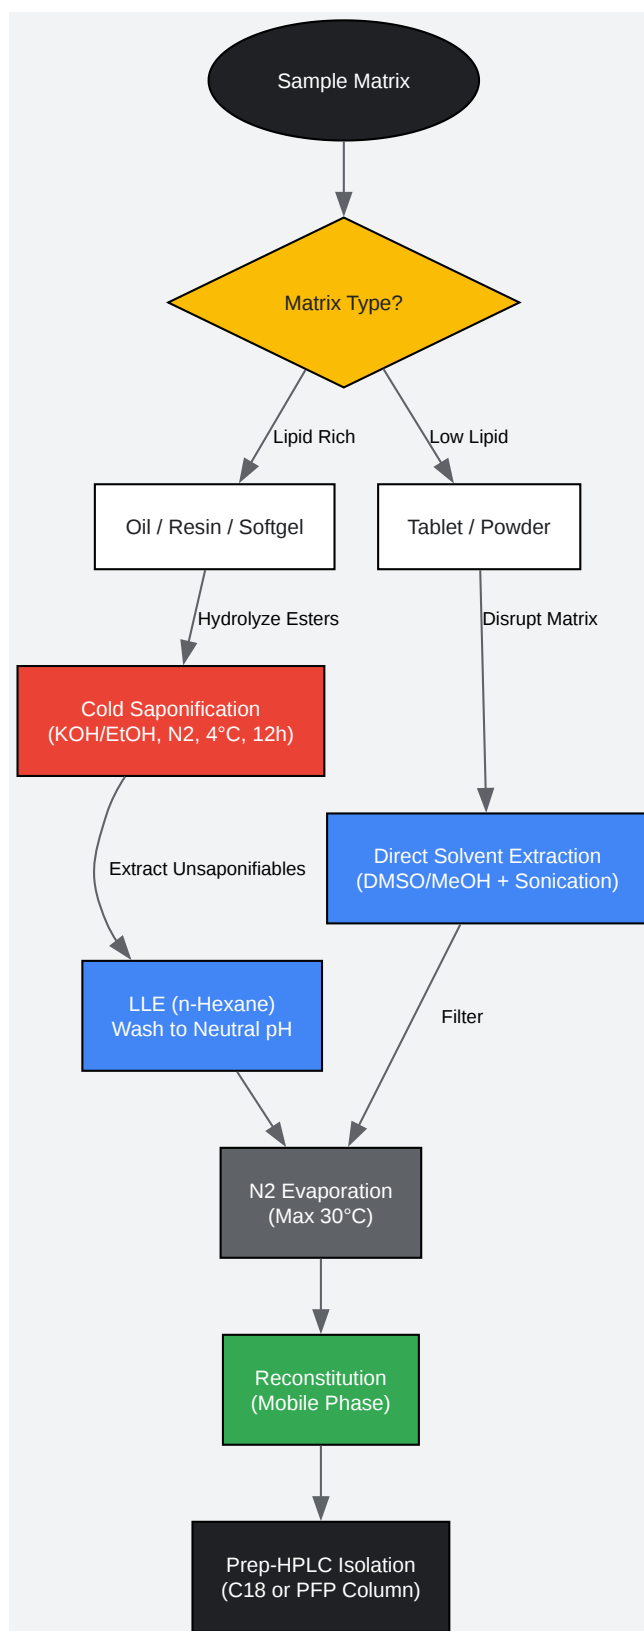 Sample Matrix
Matrix Type?
Lipid Rich
Low Lipid
Oil / Resin / Softgel
Tablet / Powder
Hydrolyze Esters
Disrupt Matrix
Cold Saponification
(KOH/EtOH, N2, 4°C, 12h)
Direct Solvent Extraction
(DMSO/MeOH + Sonication)
Extract Unsaponifiables
LLE (n-Hexane)
Wash to Neutral pH
Filter
N2 Evaporation
(Max 30°C)
Reconstitution
(Mobile Phase)
Prep-HPLC Isolation
(C18 or PFP Column)